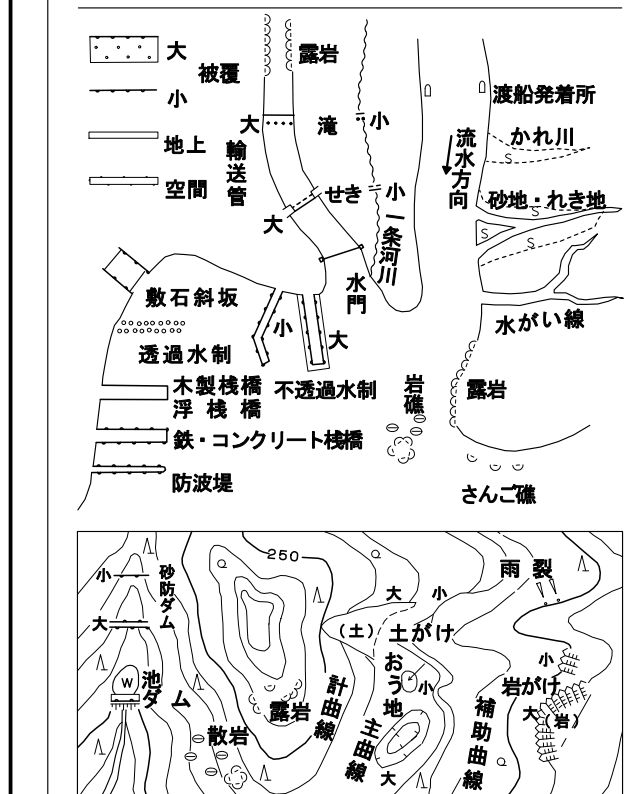 大
被覆
小
地上
輸送管
空間
露岩
大
滝
小
せき
小
大
一条河川
水門
渡船発着所
かれ川
流水方向
S
砂地・れき地
S
S
S
水がい線
敷石斜坂
小
大
透過水制
木製桟橋
不透過水制
浮桟橋
鉄・コンクリート桟橋
防波堤
岩礁
露岩
さんご礁
250
雨裂
小
砂防ダム
大
大
小
(土)
土がけ
おう地
小
小
岩がけ
大
(岩)
W
池
ダム
計曲線
露岩
散岩
主曲線
大
補助曲線